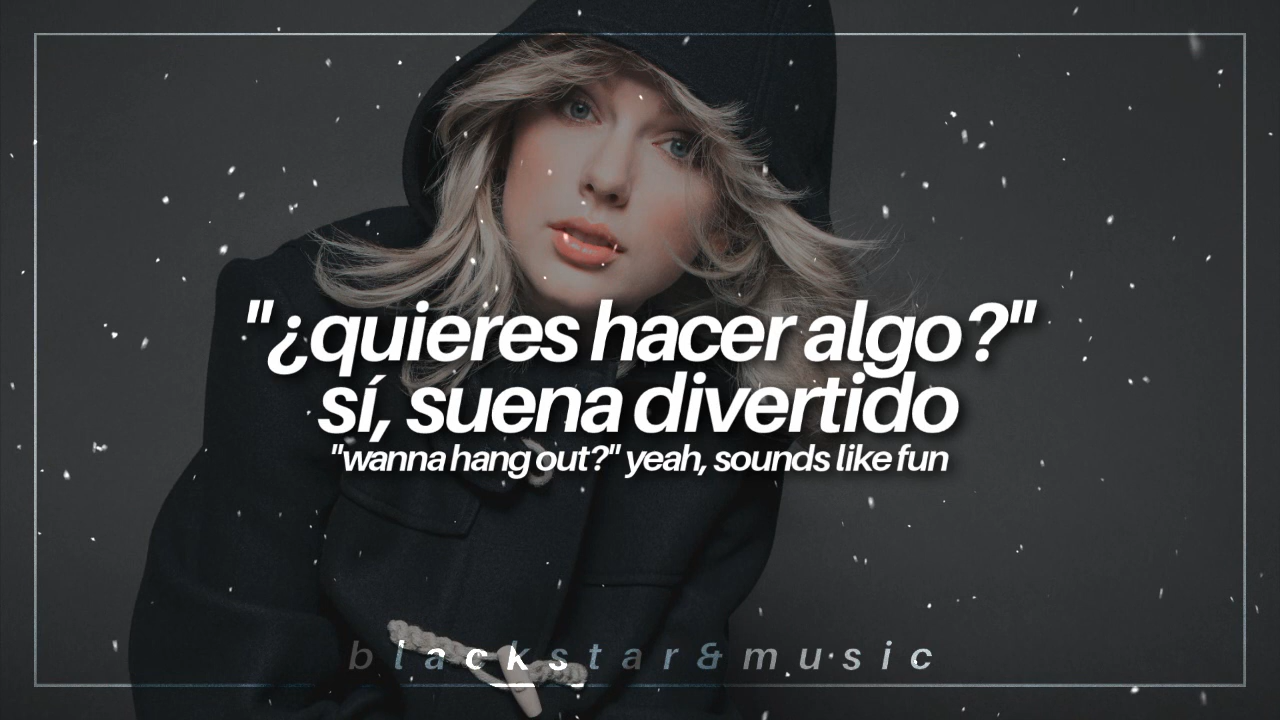 "¿quieres hacer algo?"
sí, suena divertido
"wanna hang out?" yeah, sounds like fun
blackstar&music